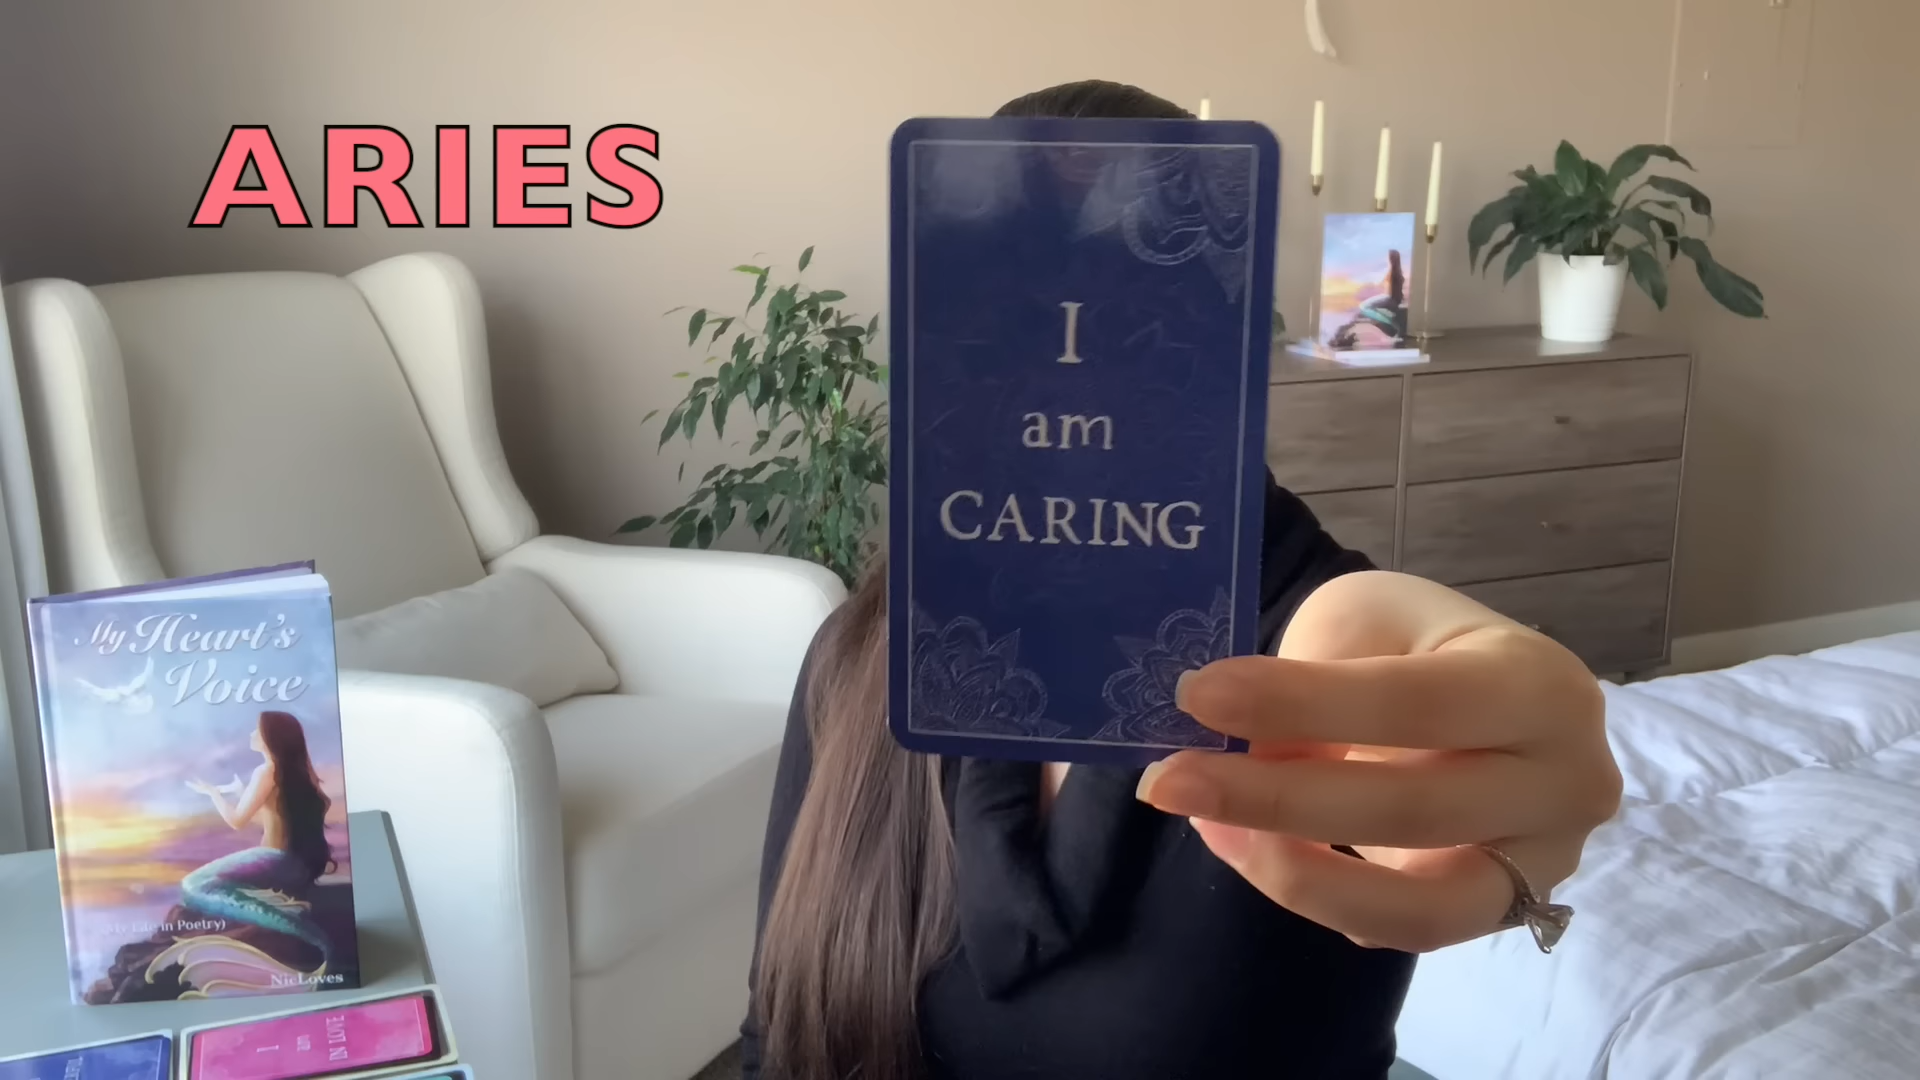 ARIES
I
am
CARING
My Heart's
Voice
(My Life in Poetry)
NicLoves
I
am
IN LOVE